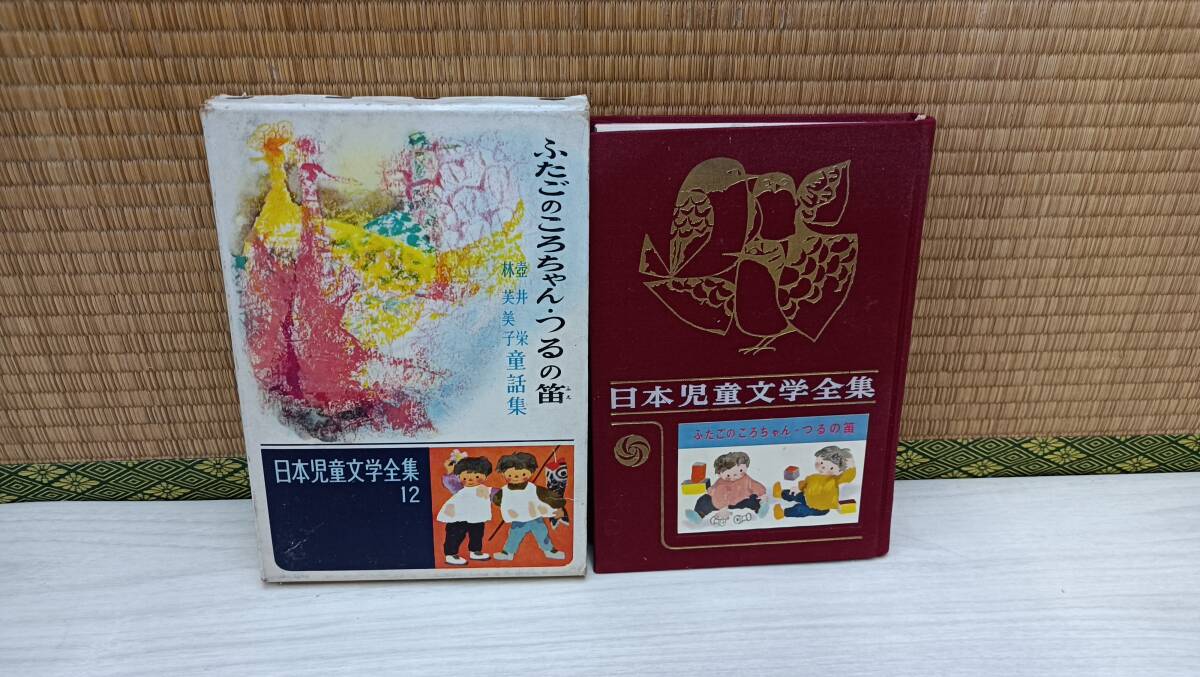 ふたごのころちゃん・つるの笛
ふえ
壺井栄
林芙美子
童話集
日本児童文学全集
12
日本児童文学全集
ふたごのころちゃん・つるの笛